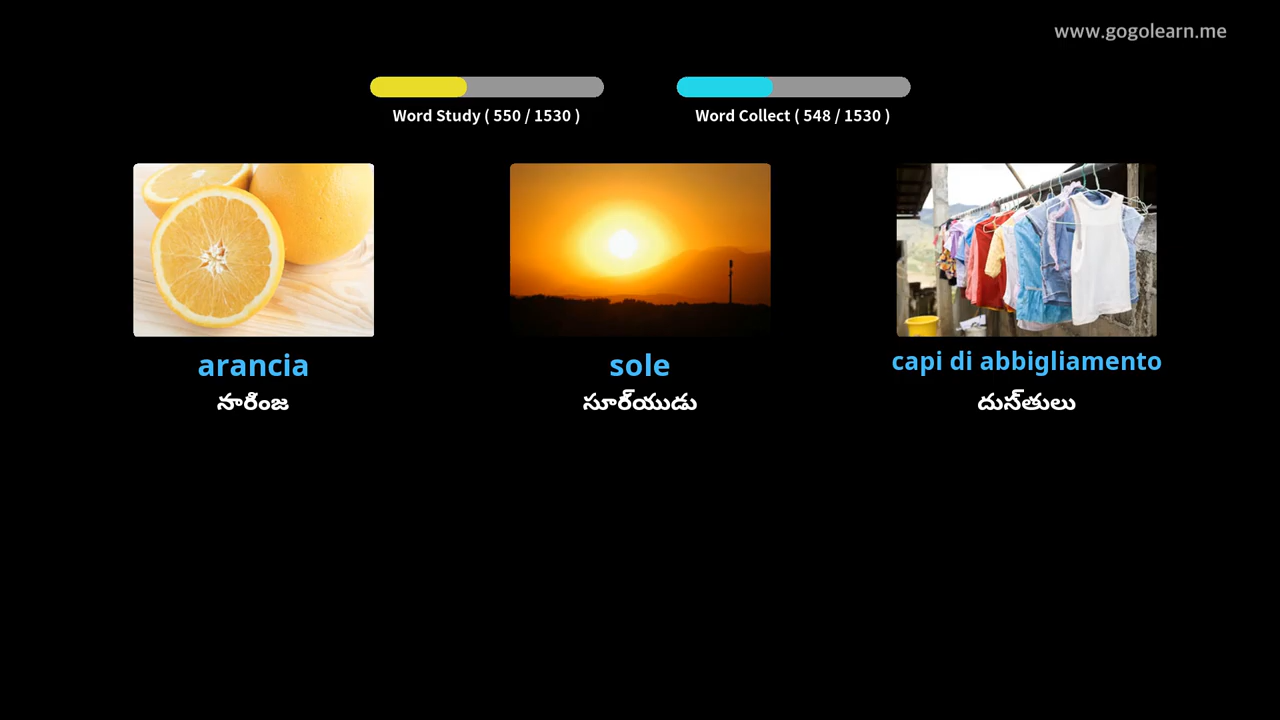 www.gogolearn.me
Word Study ( 550 / 1530 )
Word Collect ( 548 / 1530 )
arancia
నారింజ
sole
సూర్‌యుడు
capi di abbigliamento
దుస్‌తులు